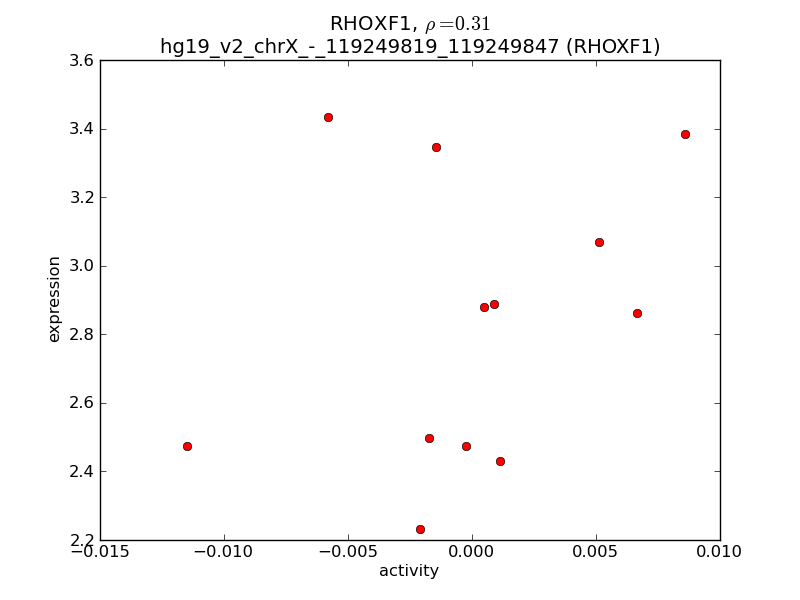 RHOXF1, ρ=0.31
hg19_v2_chrX_-_119249819_119249847 (RHOXF1)
3.6
3.4
3.2
3.0
2.8
2.6
2.4
2.2
expression
−0.015 −0.010 −0.005 0.000 0.005 0.010
activity